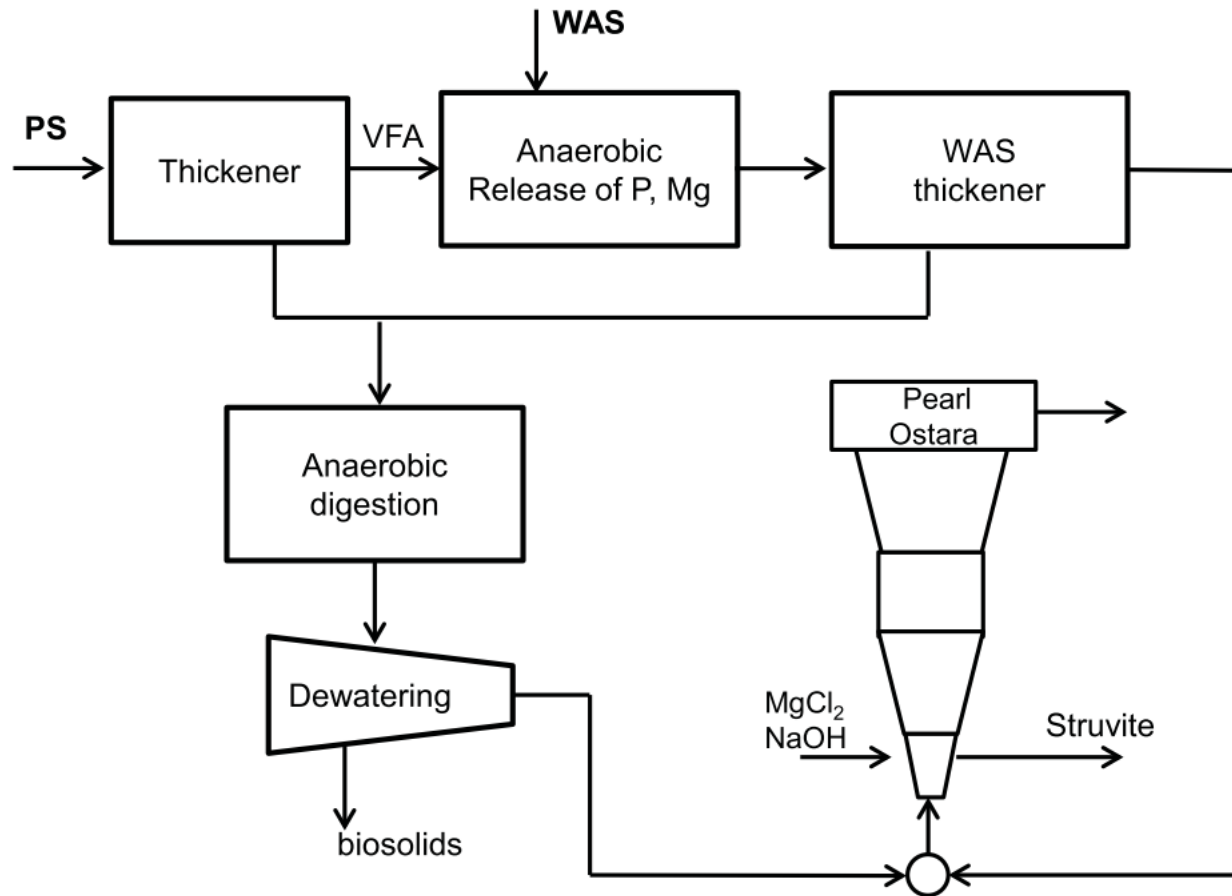 WAS
PS
Thickener
VFA
Anaerobic
Release of P, Mg
WAS
thickener
Anaerobic
digestion
Pearl
Ostara
Dewatering
MgCl₂
NaOH
Struvite
biosolids